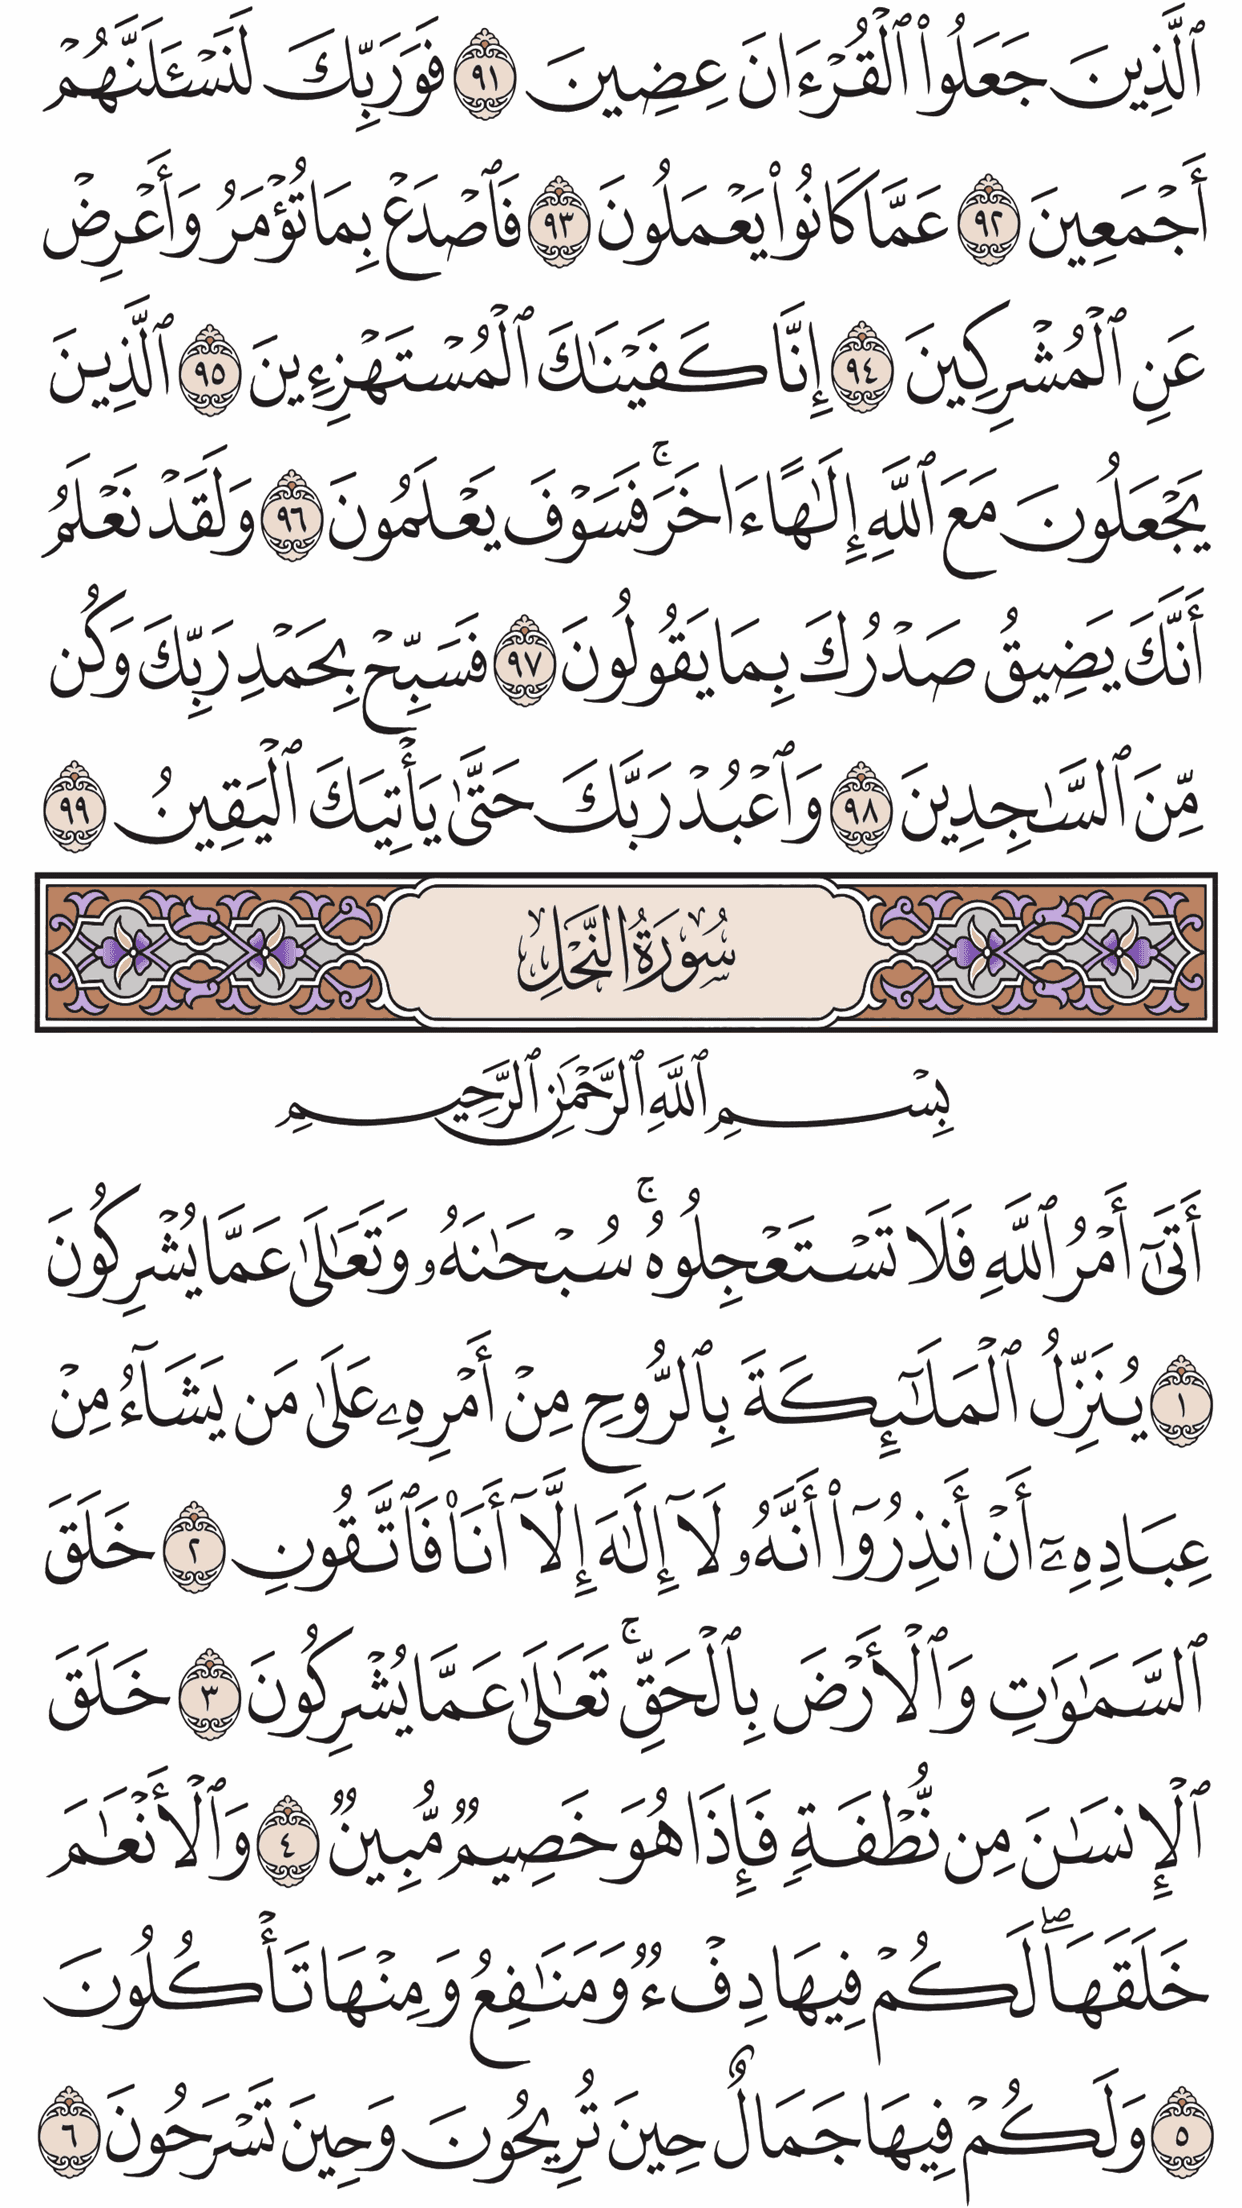 ٱلَّذِينَ جَعَلُوا۟ ٱلْقُرْءَانَ عِضِينَ ٩١ فَوَرَبِّكَ لَنَسْـَٔلَنَّهُمْ
أَجْمَعِينَ ٩٢ عَمَّا كَانُوا۟ يَعْمَلُونَ ٩٣ فَٱصْدَعْ بِمَا تُؤْمَرُ وَأَعْرِضْ
عَنِ ٱلْمُشْرِكِينَ ٩٤ إِنَّا كَفَيْنَـٰكَ ٱلْمُسْتَهْزِءِينَ ٩٥ ٱلَّذِينَ
يَجْعَلُونَ مَعَ ٱللَّهِ إِلَـٰهًا ءَاخَرَ ۚ فَسَوْفَ يَعْلَمُونَ ٩٦ وَلَقَدْ نَعْلَمُ
أَنَّكَ يَضِيقُ صَدْرُكَ بِمَا يَقُولُونَ ٩٧ فَسَبِّحْ بِحَمْدِ رَبِّكَ وَكُن
مِّنَ ٱلسَّـٰجِدِينَ ٩٨ وَٱعْبُدْ رَبَّكَ حَتَّىٰ يَأْتِيَكَ ٱلْيَقِينُ ٩٩
سُورَةُ النَّحْلِ
بِسْمِ ٱللَّهِ ٱلرَّحْمَـٰنِ ٱلرَّحِيمِ
أَتَىٰٓ أَمْرُ ٱللَّهِ فَلَا تَسْتَعْجِلُوهُ ۚ سُبْحَـٰنَهُۥ وَتَعَـٰلَىٰ عَمَّا يُشْرِكُونَ
١ يُنَزِّلُ ٱلْمَلَـٰٓئِكَةَ بِٱلرُّوحِ مِنْ أَمْرِهِۦ عَلَىٰ مَن يَشَآءُ مِنْ
عِبَادِهِۦٓ أَنْ أَنذِرُوٓا۟ أَنَّهُۥ لَآ إِلَـٰهَ إِلَّآ أَنَا۠ فَٱتَّقُونِ ٢ خَلَقَ
ٱلسَّمَـٰوَٰتِ وَٱلْأَرْضَ بِٱلْحَقِّ ۚ تَعَـٰلَىٰ عَمَّا يُشْرِكُونَ ٣ خَلَقَ
ٱلْإِنسَـٰنَ مِن نُّطْفَةٍ فَإِذَا هُوَ خَصِيمٌ مُّبِينٌ ٤ وَٱلْأَنْعَـٰمَ
خَلَقَهَا ۖ لَكُمْ فِيهَا دِفْءٌ وَمَنَـٰفِعُ وَمِنْهَا تَأْكُلُونَ
٥ وَلَكُمْ فِيهَا جَمَالٌ حِينَ تُرِيحُونَ وَحِينَ تَسْرَحُونَ ٦